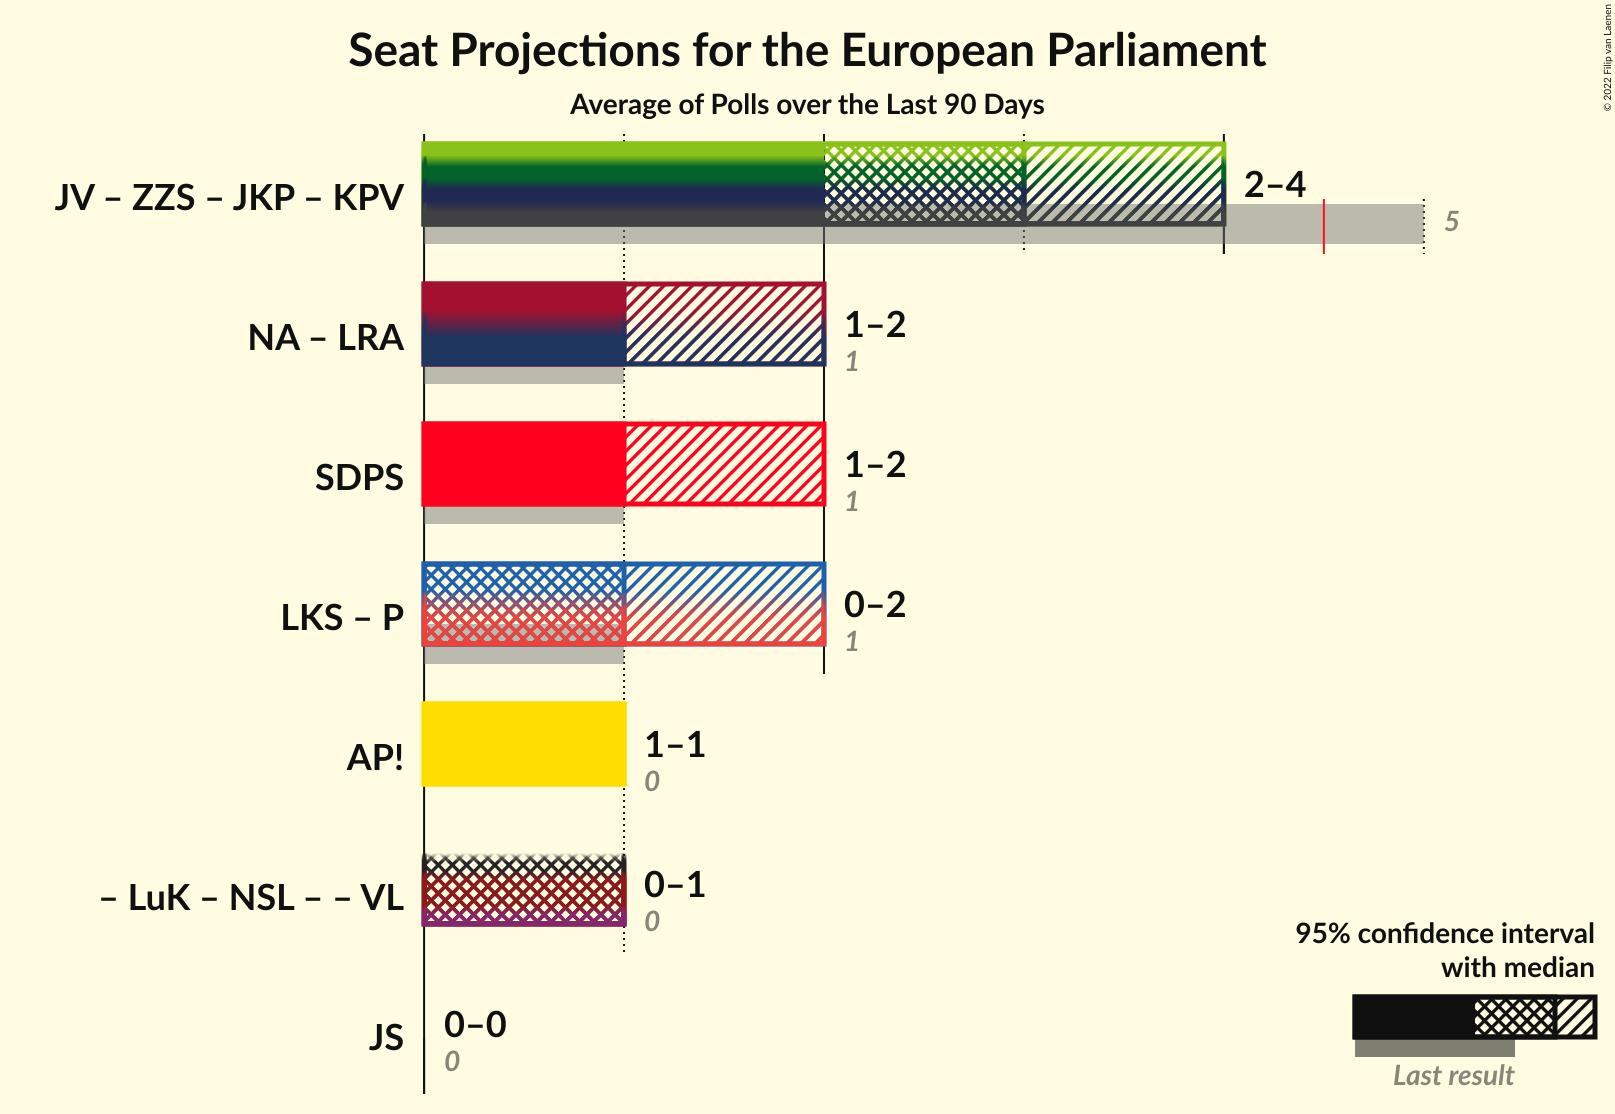 Seat Projections for the European Parliament
Average of Polls over the Last 90 Days
© 2022 Filip van Laenen
JV – ZZS – JKP – KPV
2–4
5
NA – LRA
1–2
1
SDPS
1–2
1
LKS – P
0–2
1
AP!
1–1
0
– LuK – NSL – – VL
0–1
0
JS
0–0
0
95% confidence interval
with median
Last result